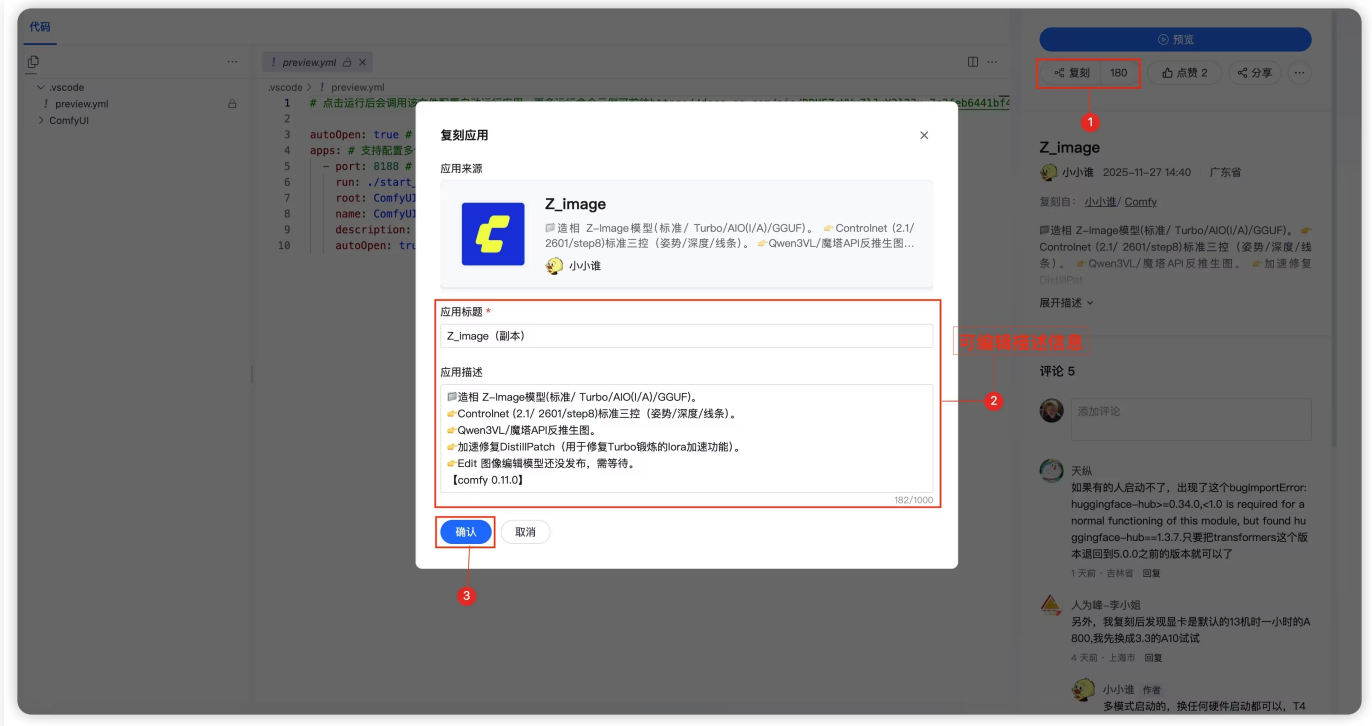 代码
preview.yml
.vscode
preview.yml
ComfyUI
.vscode > ! preview.yml
1 # 点击运行后会调用该
2
3 autoOpen: true #
4 apps: # 支持配置多
5 - port: 8188 #
6 run: ./start_
7 root: ComfyUI
8 name: ComfyUI
9 description:
10 autoOpen: tru
复刻应用
应用来源
Z_image
造相 Z-Image模型(标准/ Turbo/AIO(I/A)/GGUF)。 👉Controlnet (2.1/
2601/step8)标准三控（姿势/深度/线条）。 👉Qwen3VL/魔塔API反推生图...
小小谁
应用标题 *
Z_image（副本）
应用描述
造相 Z-Image模型(标准/ Turbo/AIO(I/A)/GGUF)。
👉Controlnet (2.1/ 2601/step8)标准三控（姿势/深度/线条）。
👉Qwen3VL/魔塔API反推生图。
👉加速修复DistillPatch（用于修复Turbo锻炼的lora加速功能）。
👉Edit 图像编辑模型还没发布，需等待。
【comfy 0.11.0】
182/1000
确认 取消
3
可编辑描述信息
2
预览
复刻 180 点赞 2 分享
1
Z_image
小小谁 2025-11-27 14:40 广东省
复刻自： 小小谁/ Comfy
造相 Z-Image模型(标准/ Turbo/AIO(I/A)/GGUF)。 👉
Controlnet (2.1/ 2601/step8)标准三控（姿势/深度/线
条）。 👉Qwen3VL/魔塔API反推生图。 👉加速修复
DistillPat
展开描述
评论 5
添加评论
天纵
如果有的人启动不了，出现了这个bugImportError:
huggingface-hub>=0.34.0,<1.0 is required for a
normal functioning of this module, but found hu
ggingface-hub==1.3.7.只要把transformers这个版
本退回到5.0.0之前的版本就可以了
1 天前 · 吉林省 回复
人为峰-李小姐
另外，我复刻后发现显卡是默认的13机时一小时的A
800,我先换成3.3的A10试试
4 天前 · 上海市 回复
小小谁 作者
多模式启动的，换任何硬件启动都可以，T4